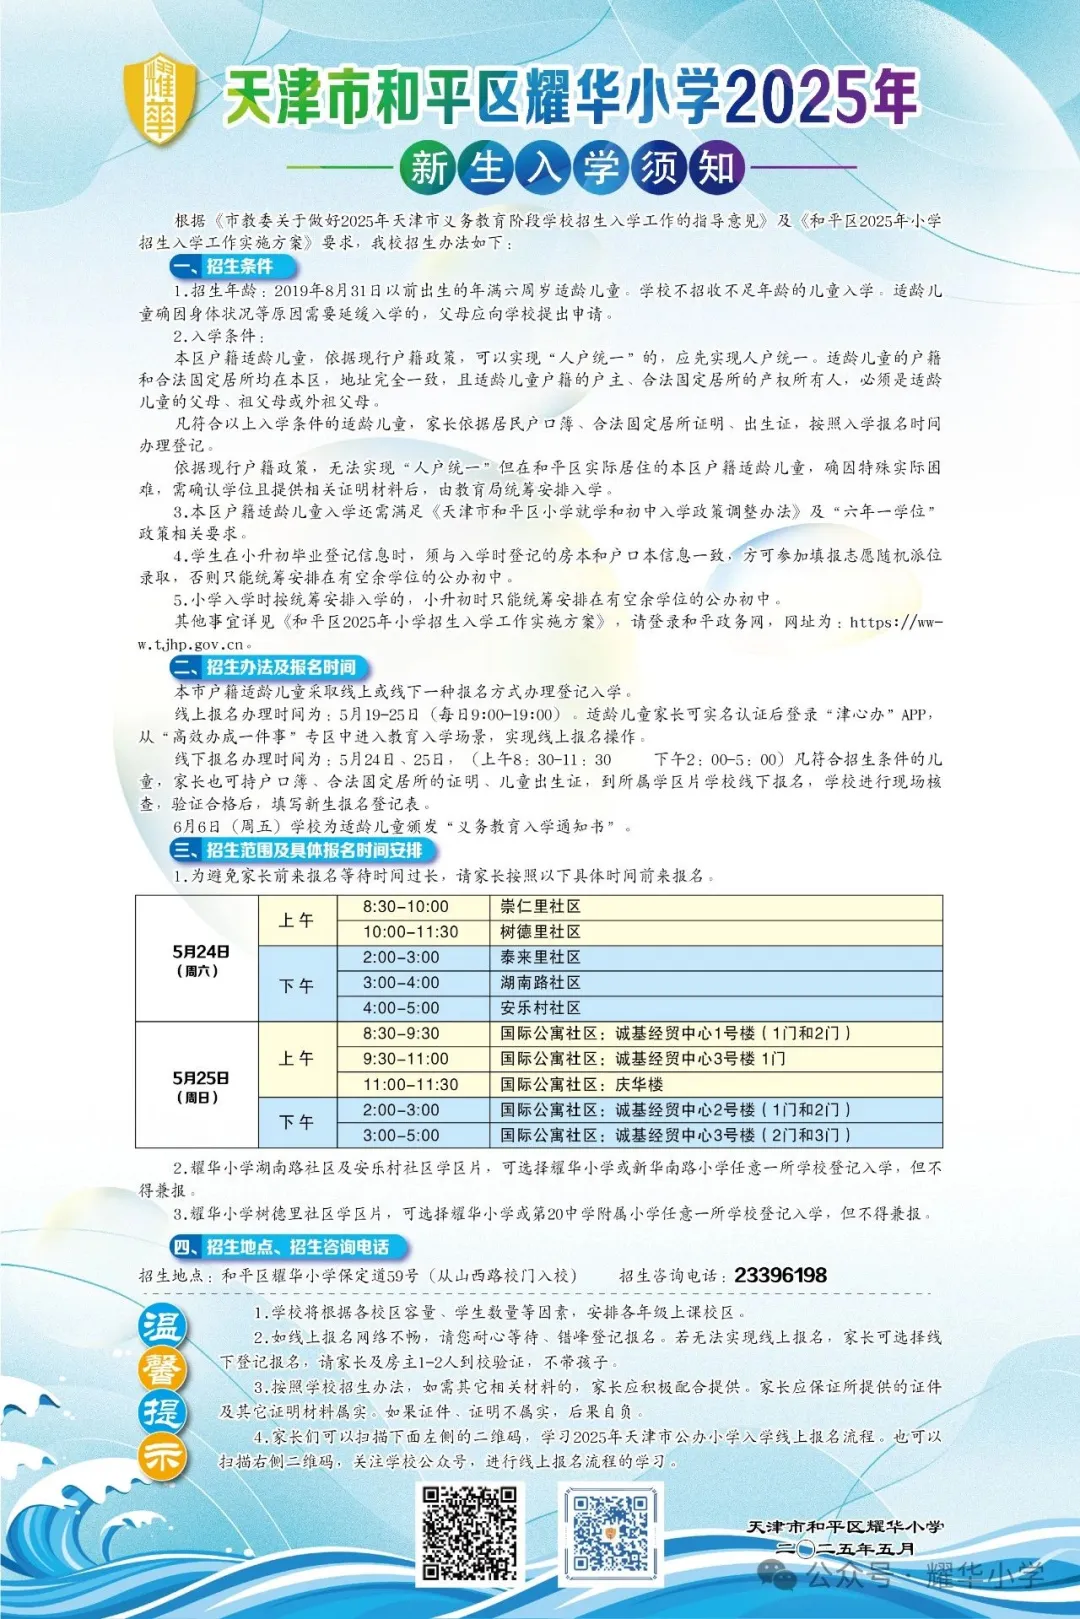 耀華
天津市和平区耀华小学2025年
新生入学须知
根据《市教委关于做好2025年天津市义务教育阶段学校招生入学工作的指导意见》及《和平区2025年小学
招生入学工作实施方案》要求，我校招生办法如下：
一、招生条件
1.招生年龄：2019年8月31日以前出生的年满六周岁适龄儿童。学校不招收不足年龄的儿童入学。适龄儿
童确因身体状况等原因需要延缓入学的，父母应向学校提出申请。
2.入学条件：
本区户籍适龄儿童，依据现行户籍政策，可以实现“人户统一”的，应先实现人户统一。适龄儿童的户籍
和合法固定居所均在本区，地址完全一致，且适龄儿童户籍的户主、合法固定居所的产权所有人，必须是适龄
儿童的父母、祖父母或外祖父母。
凡符合以上入学条件的适龄儿童，家长依据居民户口簿、合法固定居所证明、出生证，按照入学报名时间
办理登记。
依据现行户籍政策，无法实现“人户统一”但在和平区实际居住的本区户籍适龄儿童，确因特殊实际困
难，需确认学位且提供相关证明材料后，由教育局统筹安排入学。
3.本区户籍适龄儿童入学还需满足《天津市和平区小学就学和初中入学政策调整办法》及“六年一学位”
政策相关要求。
4.学生在小升初毕业登记信息时，须与入学时登记的房本和户口本信息一致，方可参加填报志愿随机派位
录取，否则只能统筹安排在有空余学位的公办初中。
5.小学入学时按统筹安排入学的，小升初时只能统筹安排在有空余学位的公办初中。
其他事宜详见《和平区2025年小学招生入学工作实施方案》，请登录和平政务网，网址为：https://ww-
w.tjhp.gov.cn。
二、招生办法及报名时间
本市户籍适龄儿童采取线上或线下一种报名方式办理登记入学。
线上报名办理时间为：5月19-25日（每日9:00-19:00）。适龄儿童家长可实名认证后登录“津心办”APP，
从“高效办成一件事”专区中进入教育入学场景，实现线上报名操作。
线下报名办理时间为：5月24日、25日，（上午8：30-11：30 下午2：00-5：00）凡符合招生条件的儿
童，家长也可持户口簿、合法固定居所的证明、儿童出生证，到所属学区片学校线下报名，学校进行现场核
查，验证合格后，填写新生报名登记表。
6月6日（周五）学校为适龄儿童颁发“义务教育入学通知书”。
三、招生范围及具体报名时间安排
1.为避免家长前来报名等待时间过长，请家长按照以下具体时间前来报名。
5月24日
（周六）
上午
8:30-10:00 崇仁里社区
10:00-11:30 树德里社区
下午
2:00-3:00 泰来里社区
3:00-4:00 湖南路社区
4:00-5:00 安乐村社区
5月25日
（周日）
上午
8:30-9:30 国际公寓社区：诚基经贸中心1号楼（1门和2门）
9:30-11:00 国际公寓社区：诚基经贸中心3号楼 1门
11:00-11:30 国际公寓社区：庆华楼
下午
2:00-3:00 国际公寓社区：诚基经贸中心2号楼（1门和2门）
3:00-5:00 国际公寓社区：诚基经贸中心3号楼（2门和3门）
2.耀华小学湖南路社区及安乐村社区学区片，可选择耀华小学或新华南路小学任意一所学校登记入学，但不
得兼报。
3.耀华小学树德里社区学区片，可选择耀华小学或第20中学附属小学任意一所学校登记入学，但不得兼报。
四、招生地点、招生咨询电话
招生地点：和平区耀华小学保定道59号（从山西路校门入校） 招生咨询电话：23396198
温馨提示
1.学校将根据各校区容量、学生数量等因素，安排各年级上课校区。
2.如线上报名网络不畅，请您耐心等待、错峰登记报名。若无法实现线上报名，家长可选择线
下登记报名，请家长及房主1-2人到校验证，不带孩子。
3.按照学校招生办法，如需其它相关材料的，家长应积极配合提供。家长应保证所提供的证件
及其它证明材料属实。如果证件、证明不属实，后果自负。
4.家长们可以扫描下面左侧的二维码，学习2025年天津市公办小学入学线上报名流程。也可以
扫描右侧二维码，关注学校公众号，进行线上报名流程的学习。
天津市和平区耀华小学
二〇二五年五月
公众号·耀华小学